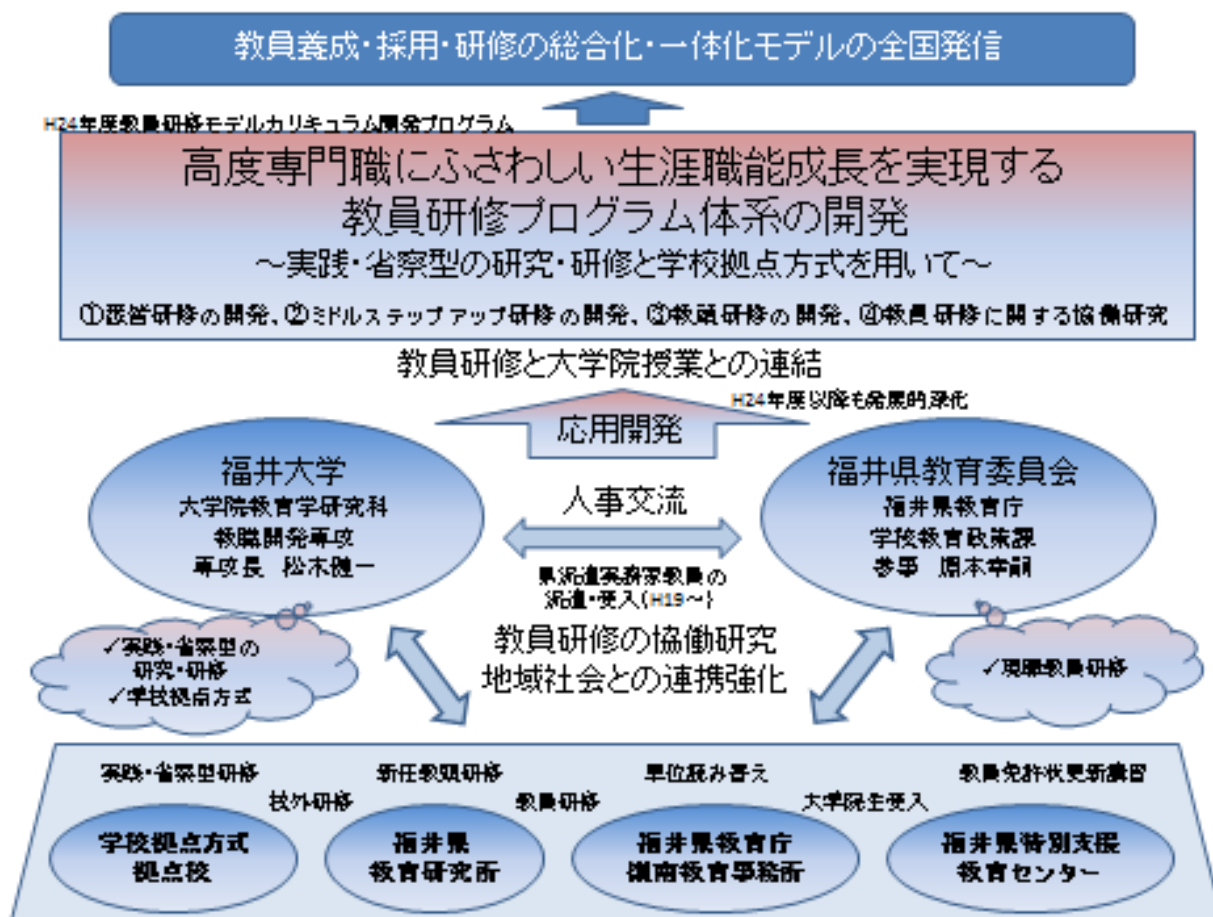 教員養成・採用・研修の総合化・一体化モデルの全国発信
H24年度教員研修モデルカリキュラム開発プログラム
高度専門職にふさわしい生涯職能成長を実現する
教員研修プログラム体系の開発
～実践・省察型の研究・研修と学校拠点方式を用いて～
①悉皆研修の開発、②ミドルステップアップ研修の開発、③教頭研修の開発、④教員研修に関する協働研究
教員研修と大学院授業との連結
H24年度以降も発展的深化
応用開発
福井大学
大学院教育学研究科
教職開発専攻
専攻長 松木健一
人事交流
県派遣実務家教員の
派遣・受入(H19～)
福井県教育委員会
福井県教育庁
学校教育政策課
参事 幸嗣
✓実践・省察型の
研究・研修
✓学校拠点方式
教員研修の協働研究
地域社会との連携強化
✓現職教員研修
実践・省察型研修
新任教頭研修
単位読み替え
教員免許状更新講習
校外研修
教員研修
大学院生受入
学校拠点方式
拠点校
福井県
教育研究所
福井県教育庁
嶺南教育事務所
福井県特別支援
教育センター